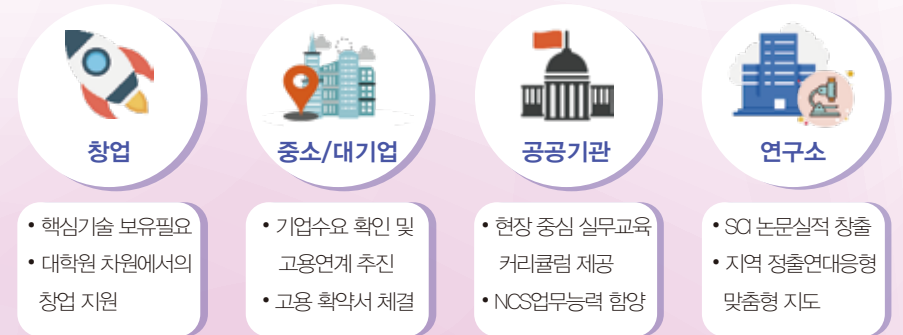 창업
• 핵심기술 보유필요
• 대학원 차원에서의
창업 지원
중소/대기업
• 기업수요 확인 및
고용연계 추진
• 고용 확약서 체결
공공기관
• 현장 중심 실무교육
커리큘럼 제공
• NCS업무능력 함양
연구소
• SCI 논문실적 창출
• 지역 정출연대응형
맞춤형 지도